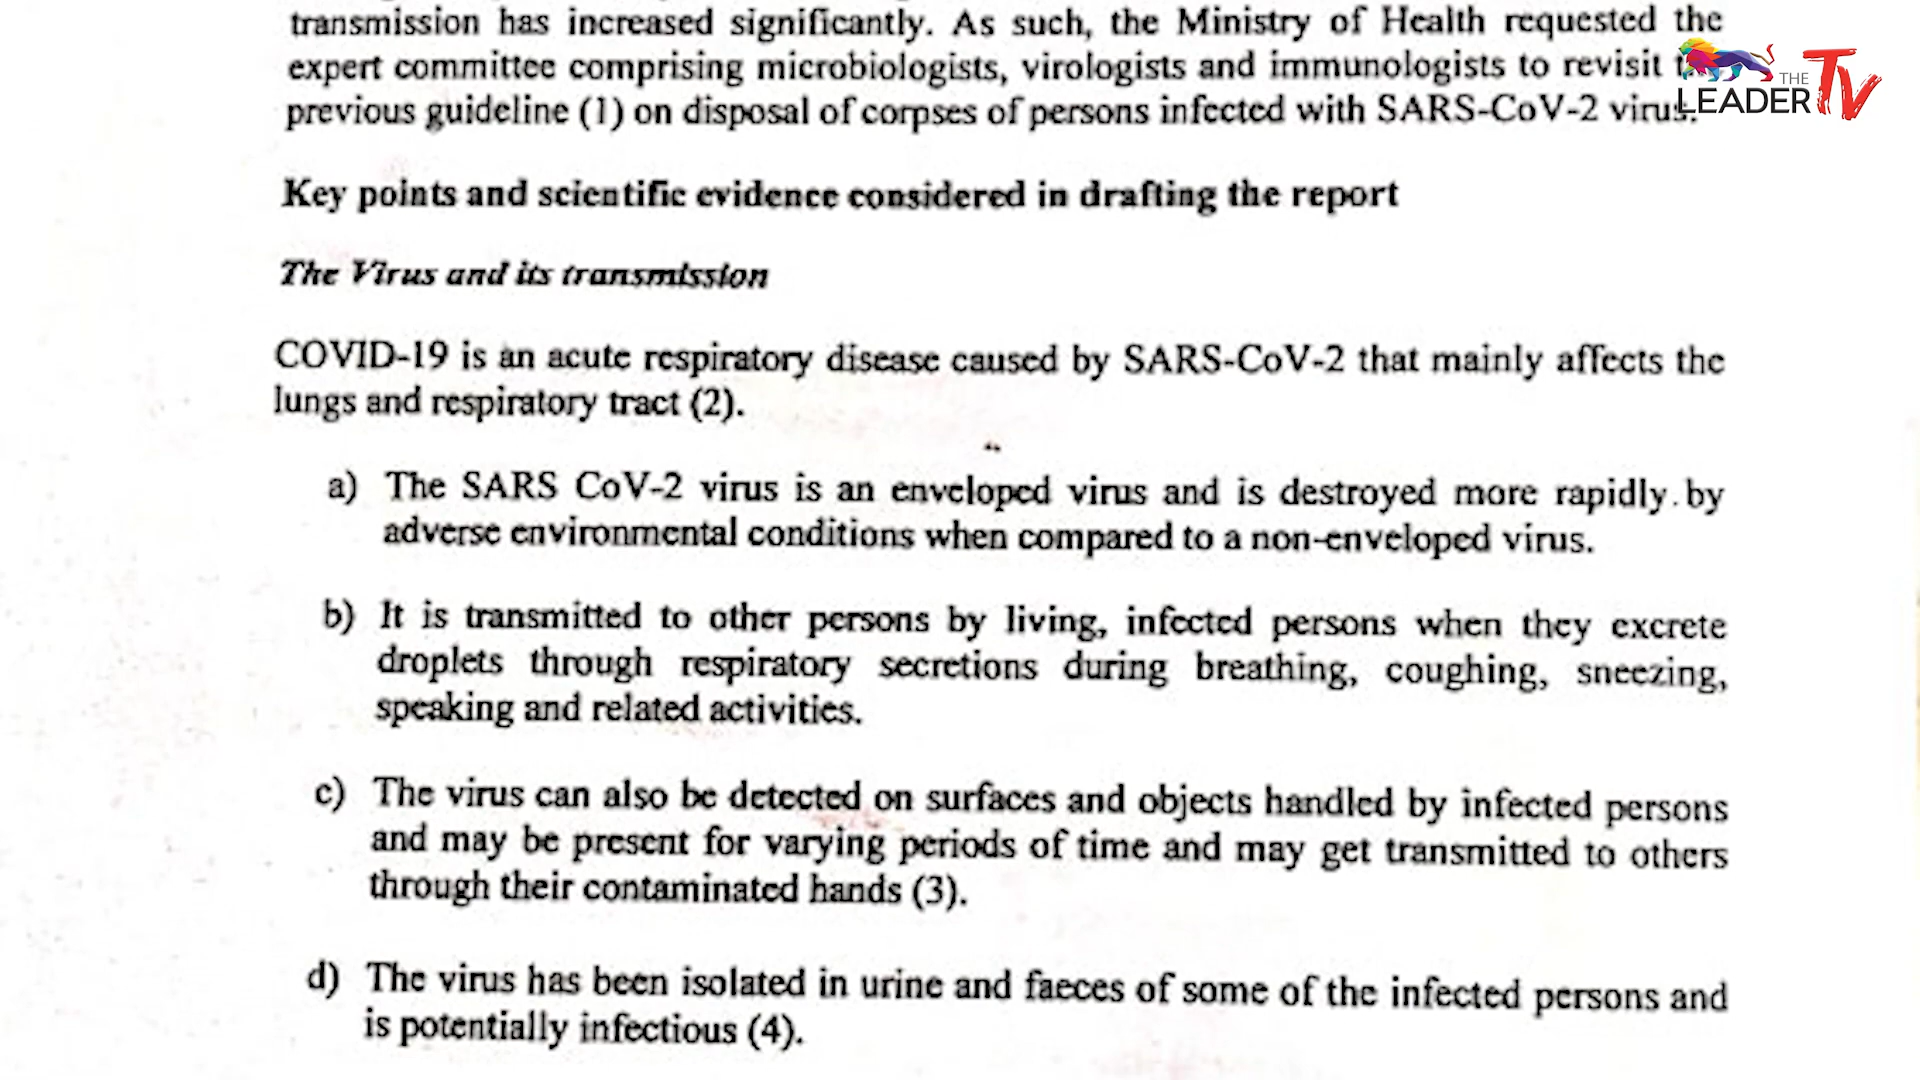 transmission has increased significantly. As such, the Ministry of Health requested the
expert committee comprising microbiologists, virologists and immunologists to revisit
previous guideline (1) on disposal of corpses of persons infected with SARS-CoV-2 virus.
THE
LEADER TV
Key points and scientific evidence considered in drafting the report
The Virus and its transmission
COVID-19 is an acute respiratory disease caused by SARS-CoV-2 that mainly affects the
lungs and respiratory tract (2).
a) The SARS CoV-2 virus is an enveloped virus and is destroyed more rapidly by
adverse environmental conditions when compared to a non-enveloped virus.
b) It is transmitted to other persons by living, infected persons when they excrete
droplets through respiratory secretions during breathing, coughing, sneezing,
speaking and related activities.
c) The virus can also be detected on surfaces and objects handled by infected persons
and may be present for varying periods of time and may get transmitted to others
through their contaminated hands (3).
d) The virus has been isolated in urine and faeces of some of the infected persons and
is potentially infectious (4).